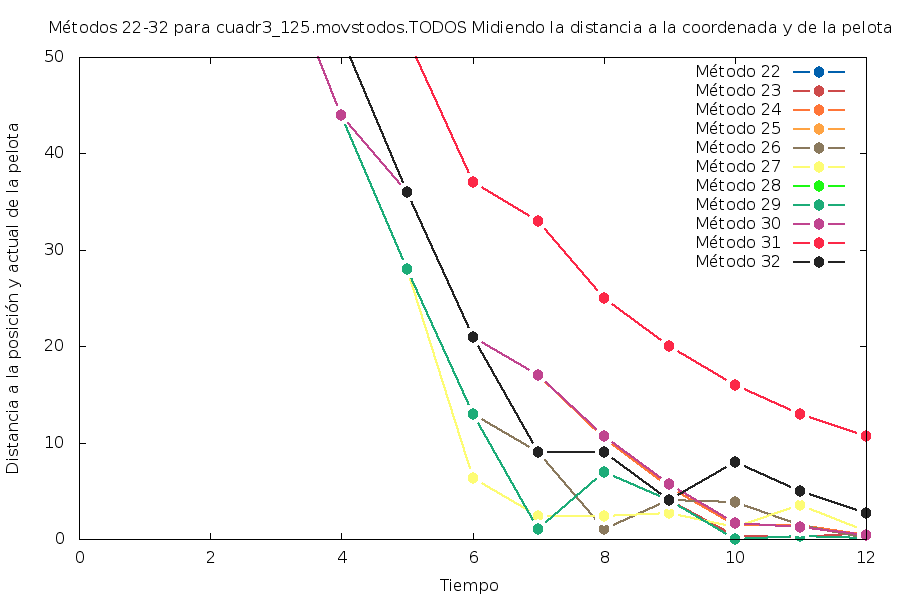 Métodos 22-32 para cuadr3_125.movstodos.TODOS Midiendo la distancia a la coordenada y de la pelota
Distancia a la posición y actual de la pelota
50
40
30
20
10
0
Método 22
Método 23
Método 24
Método 25
Método 26
Método 27
Método 28
Método 29
Método 30
Método 31
Método 32
0 2 4 6 8 10 12
Tiempo